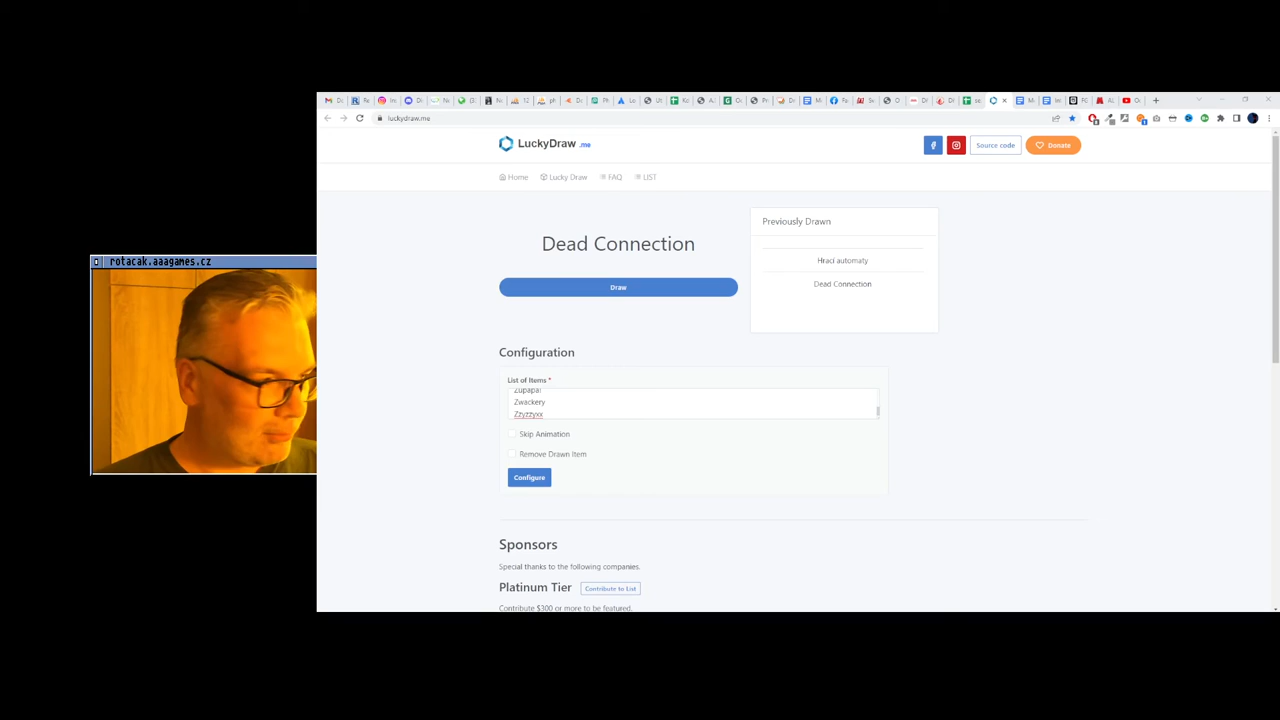 rotacak.aaagames.cz
luckydraw.me
LuckyDraw .me
Source code
Donate
Home
Lucky Draw
FAQ
LIST
Dead Connection
Draw
Previously Drawn
Hrací automaty
Dead Connection
Configuration
List of Items *
Zupapa!
Zwackery
Zzyzzyxx
Skip Animation
Remove Drawn Item
Configure
Sponsors
Special thanks to the following companies.
Platinum Tier
Contribute to List
Contribute $300 or more to be featured.